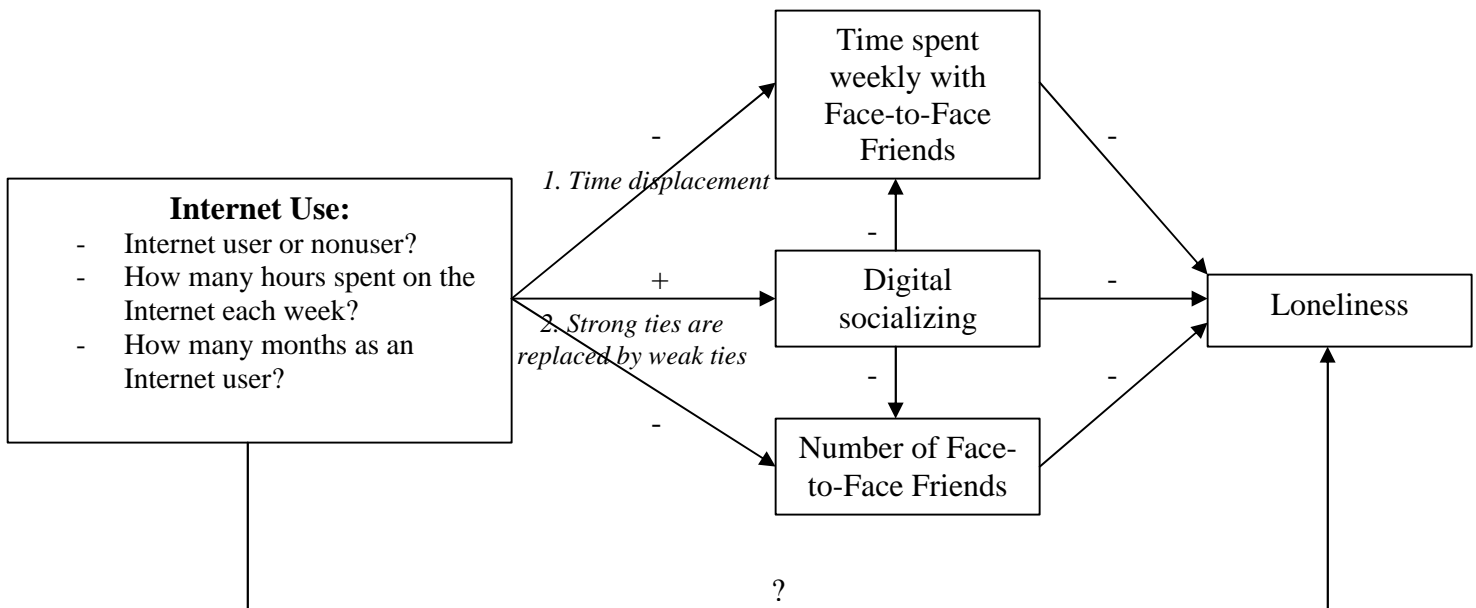 Time spent
weekly with
Face-to-Face
Friends
-
-
1. Time displacement
Internet Use:
- Internet user or nonuser?
- How many hours spent on the
Internet each week?
- How many months as an
Internet user?
-
+
Digital
socializing
-
Loneliness
2. Strong ties are
replaced by weak ties
-
-
-
Number of Face-
to-Face Friends
?